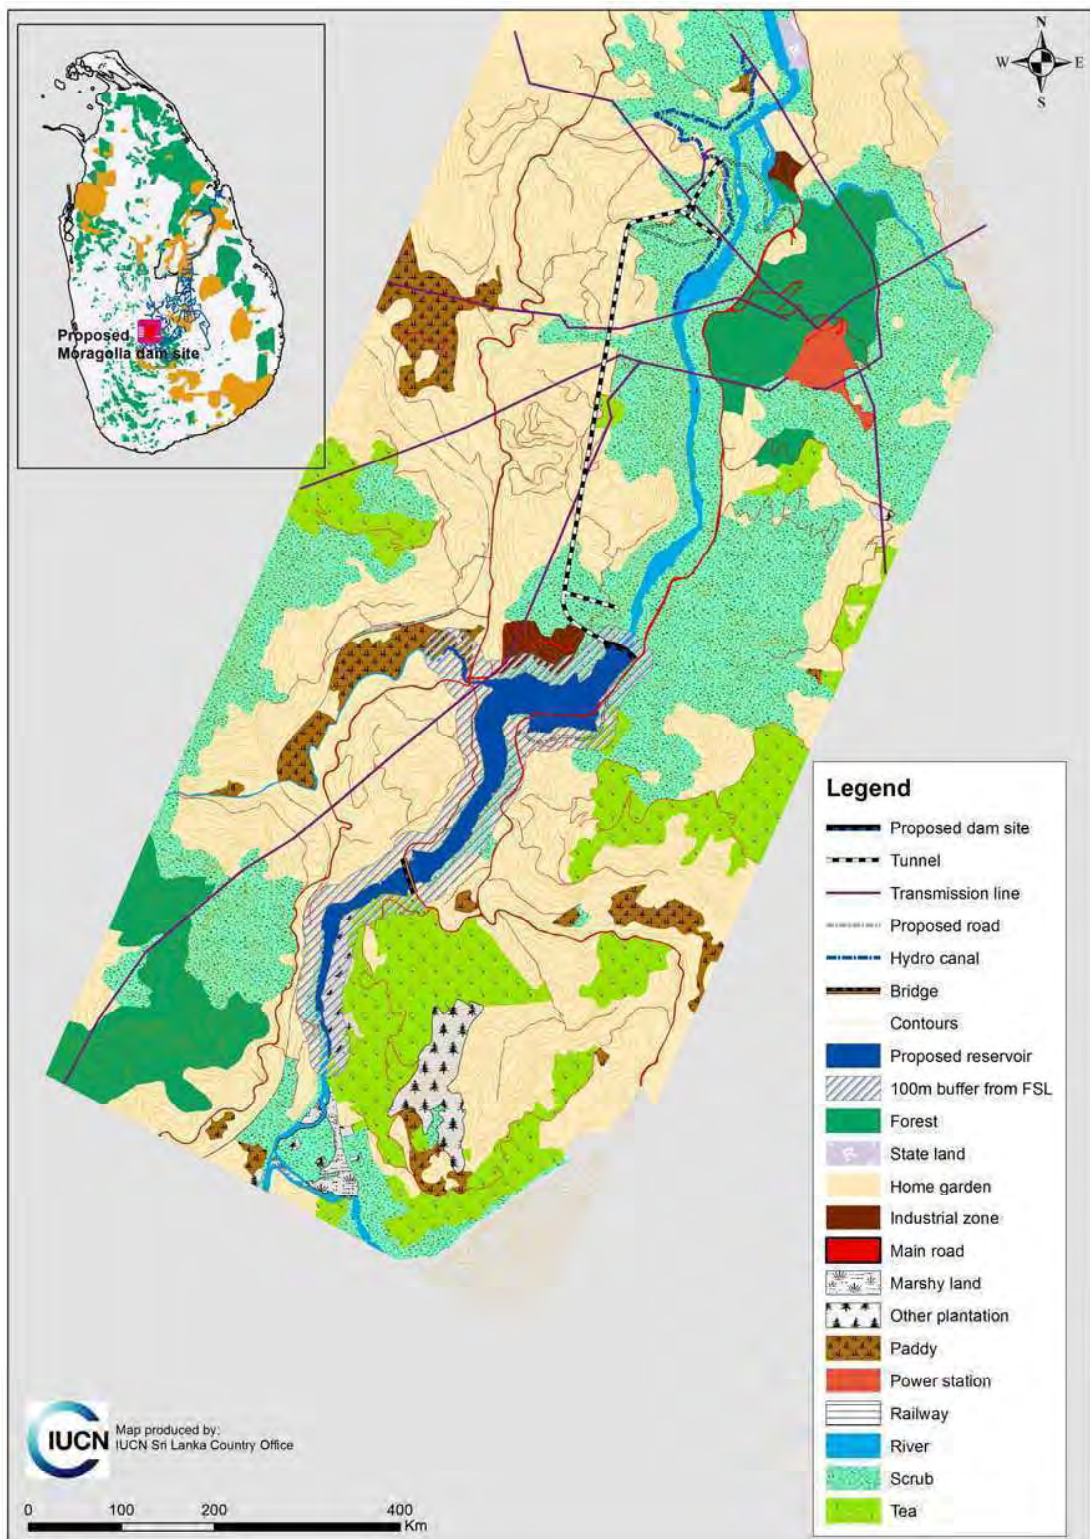 N
W E
S
Proposed
Moragolla dam site
Legend
Proposed dam site
Tunnel
Transmission line
Proposed road
Hydro canal
Bridge
Contours
Proposed reservoir
100m buffer from FSL
Forest
State land
Home garden
Industrial zone
Main road
Marshy land
Other plantation
Paddy
Power station
Railway
River
Scrub
Tea
IUCN
Map produced by:
IUCN Sri Lanka Country Office
0 100 200 400
Km